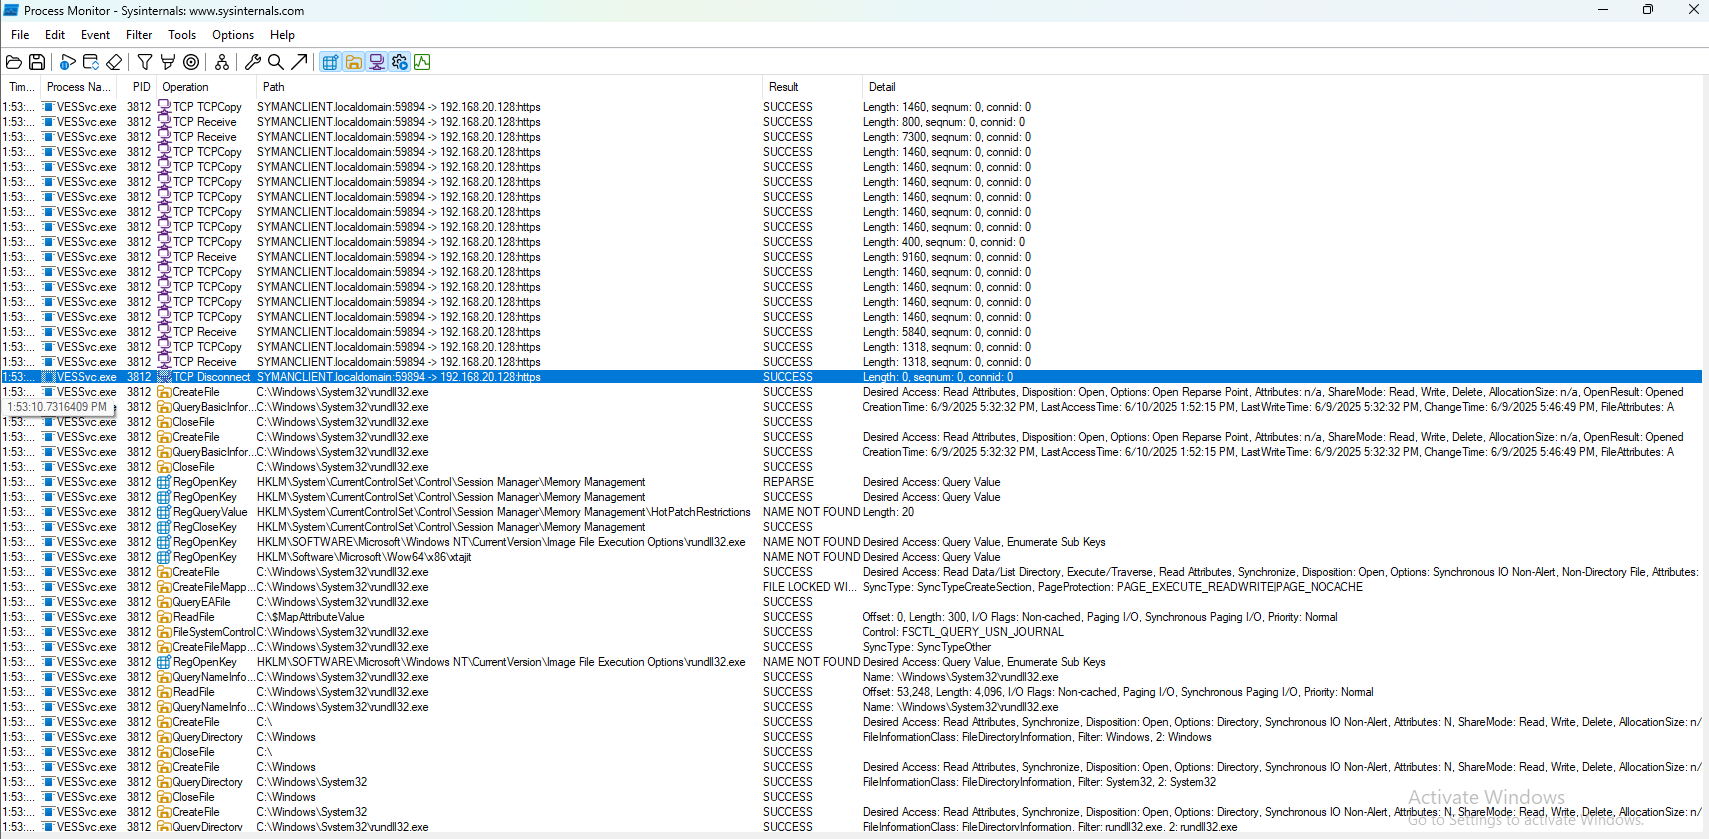 Process Monitor - Sysinternals: www.sysinternals.com
File Edit Event Filter Tools Options Help
Tim... Process Na... PID Operation Path Result Detail
1:53:... VESSvc.exe 3812 TCP TCPCopy SYMANCLIENT.localdomain:59894 -> 192.168.20.128:https SUCCESS Length: 1460, seqnum: 0, connid: 0
1:53:... VESSvc.exe 3812 TCP Receive SYMANCLIENT.localdomain:59894 -> 192.168.20.128:https SUCCESS Length: 800, seqnum: 0, connid: 0
1:53:... VESSvc.exe 3812 TCP Receive SYMANCLIENT.localdomain:59894 -> 192.168.20.128:https SUCCESS Length: 7300, seqnum: 0, connid: 0
1:53:... VESSvc.exe 3812 TCP TCPCopy SYMANCLIENT.localdomain:59894 -> 192.168.20.128:https SUCCESS Length: 1460, seqnum: 0, connid: 0
1:53:... VESSvc.exe 3812 TCP TCPCopy SYMANCLIENT.localdomain:59894 -> 192.168.20.128:https SUCCESS Length: 1460, seqnum: 0, connid: 0
1:53:... VESSvc.exe 3812 TCP TCPCopy SYMANCLIENT.localdomain:59894 -> 192.168.20.128:https SUCCESS Length: 1460, seqnum: 0, connid: 0
1:53:... VESSvc.exe 3812 TCP TCPCopy SYMANCLIENT.localdomain:59894 -> 192.168.20.128:https SUCCESS Length: 1460, seqnum: 0, connid: 0
1:53:... VESSvc.exe 3812 TCP TCPCopy SYMANCLIENT.localdomain:59894 -> 192.168.20.128:https SUCCESS Length: 1460, seqnum: 0, connid: 0
1:53:... VESSvc.exe 3812 TCP TCPCopy SYMANCLIENT.localdomain:59894 -> 192.168.20.128:https SUCCESS Length: 1460, seqnum: 0, connid: 0
1:53:... VESSvc.exe 3812 TCP TCPCopy SYMANCLIENT.localdomain:59894 -> 192.168.20.128:https SUCCESS Length: 400, seqnum: 0, connid: 0
1:53:... VESSvc.exe 3812 TCP Receive SYMANCLIENT.localdomain:59894 -> 192.168.20.128:https SUCCESS Length: 9160, seqnum: 0, connid: 0
1:53:... VESSvc.exe 3812 TCP TCPCopy SYMANCLIENT.localdomain:59894 -> 192.168.20.128:https SUCCESS Length: 1460, seqnum: 0, connid: 0
1:53:... VESSvc.exe 3812 TCP TCPCopy SYMANCLIENT.localdomain:59894 -> 192.168.20.128:https SUCCESS Length: 1460, seqnum: 0, connid: 0
1:53:... VESSvc.exe 3812 TCP TCPCopy SYMANCLIENT.localdomain:59894 -> 192.168.20.128:https SUCCESS Length: 1460, seqnum: 0, connid: 0
1:53:... VESSvc.exe 3812 TCP TCPCopy SYMANCLIENT.localdomain:59894 -> 192.168.20.128:https SUCCESS Length: 1460, seqnum: 0, connid: 0
1:53:... VESSvc.exe 3812 TCP Receive SYMANCLIENT.localdomain:59894 -> 192.168.20.128:https SUCCESS Length: 5840, seqnum: 0, connid: 0
1:53:... VESSvc.exe 3812 TCP TCPCopy SYMANCLIENT.localdomain:59894 -> 192.168.20.128:https SUCCESS Length: 1318, seqnum: 0, connid: 0
1:53:... VESSvc.exe 3812 TCP Receive SYMANCLIENT.localdomain:59894 -> 192.168.20.128:https SUCCESS Length: 1318, seqnum: 0, connid: 0
1:53:... VESSvc.exe 3812 TCP Disconnect SYMANCLIENT.localdomain:59894 -> 192.168.20.128:https SUCCESS Length: 0, seqnum: 0, connid: 0
1:53:... VESSvc.exe 3812 CreateFile C:\Windows\System32\rundll32.exe SUCCESS Desired Access: Read Attributes, Disposition: Open, Options: Open Reparse Point, Attributes: n/a, ShareMode: Read, Write, Delete, AllocationSize: n/a, OpenResult: Opened
1:53:10.7316409 PM 3812 QueryBasicInfor... C:\Windows\System32\rundll32.exe SUCCESS CreationTime: 6/9/2025 5:32:32 PM, LastAccessTime: 6/10/2025 1:52:15 PM, LastWriteTime: 6/9/2025 5:32:32 PM, ChangeTime: 6/9/2025 5:46:49 PM, FileAttributes: A
1:53:... VESSvc.exe 3812 CloseFile C:\Windows\System32\rundll32.exe SUCCESS
1:53:... VESSvc.exe 3812 CreateFile C:\Windows\System32\rundll32.exe SUCCESS Desired Access: Read Attributes, Disposition: Open, Options: Open Reparse Point, Attributes: n/a, ShareMode: Read, Write, Delete, AllocationSize: n/a, OpenResult: Opened
1:53:... VESSvc.exe 3812 QueryBasicInfor... C:\Windows\System32\rundll32.exe SUCCESS CreationTime: 6/9/2025 5:32:32 PM, LastAccessTime: 6/10/2025 1:52:15 PM, LastWriteTime: 6/9/2025 5:32:32 PM, ChangeTime: 6/9/2025 5:46:49 PM, FileAttributes: A
1:53:... VESSvc.exe 3812 CloseFile C:\Windows\System32\rundll32.exe SUCCESS
1:53:... VESSvc.exe 3812 RegOpenKey HKLM\System\CurrentControlSet\Control\Session Manager\Memory Management REPARSE Desired Access: Query Value
1:53:... VESSvc.exe 3812 RegOpenKey HKLM\System\CurrentControlSet\Control\Session Manager\Memory Management SUCCESS Desired Access: Query Value
1:53:... VESSvc.exe 3812 RegQueryValue HKLM\System\CurrentControlSet\Control\Session Manager\Memory Management\HotPatchRestrictions NAME NOT FOUND Length: 20
1:53:... VESSvc.exe 3812 RegCloseKey HKLM\System\CurrentControlSet\Control\Session Manager\Memory Management SUCCESS
1:53:... VESSvc.exe 3812 RegOpenKey HKLM\SOFTWARE\Microsoft\Windows NT\CurrentVersion\Image File Execution Options\rundll32.exe NAME NOT FOUND Desired Access: Query Value, Enumerate Sub Keys
1:53:... VESSvc.exe 3812 RegOpenKey HKLM\Software\Microsoft\Wow64\x86\xtajit NAME NOT FOUND Desired Access: Query Value
1:53:... VESSvc.exe 3812 CreateFile C:\Windows\System32\rundll32.exe SUCCESS Desired Access: Read Data/List Directory, Execute/Traverse, Read Attributes, Synchronize, Disposition: Open, Options: Synchronous IO Non-Alert, Non-Directory File, Attributes:
1:53:... VESSvc.exe 3812 CreateFileMapp... C:\Windows\System32\rundll32.exe FILE LOCKED WI... SyncType: SyncTypeCreateSection, PageProtection: PAGE_EXECUTE_READWRITE|PAGE_NOCACHE
1:53:... VESSvc.exe 3812 QueryEAFile C:\Windows\System32\rundll32.exe SUCCESS
1:53:... VESSvc.exe 3812 ReadFile C:\$MapAttributeValue SUCCESS Offset: 0, Length: 300, I/O Flags: Non-cached, Paging I/O, Synchronous Paging I/O, Priority: Normal
1:53:... VESSvc.exe 3812 FileSystemControl C:\Windows\System32\rundll32.exe SUCCESS Control: FSCTL_QUERY_USN_JOURNAL
1:53:... VESSvc.exe 3812 CreateFileMapp... C:\Windows\System32\rundll32.exe SUCCESS SyncType: SyncTypeOther
1:53:... VESSvc.exe 3812 RegOpenKey HKLM\SOFTWARE\Microsoft\Windows NT\CurrentVersion\Image File Execution Options\rundll32.exe NAME NOT FOUND Desired Access: Query Value, Enumerate Sub Keys
1:53:... VESSvc.exe 3812 QueryNameInfo... C:\Windows\System32\rundll32.exe SUCCESS Name: \Windows\System32\rundll32.exe
1:53:... VESSvc.exe 3812 ReadFile C:\Windows\System32\rundll32.exe SUCCESS Offset: 53,248, Length: 4,096, I/O Flags: Non-cached, Paging I/O, Synchronous Paging I/O, Priority: Normal
1:53:... VESSvc.exe 3812 QueryNameInfo... C:\Windows\System32\rundll32.exe SUCCESS Name: \Windows\System32\rundll32.exe
1:53:... VESSvc.exe 3812 CreateFile C:\ SUCCESS Desired Access: Read Attributes, Synchronize, Disposition: Open, Options: Directory, Synchronous IO Non-Alert, Attributes: N, ShareMode: Read, Write, Delete, AllocationSize: n/
1:53:... VESSvc.exe 3812 QueryDirectory C:\Windows SUCCESS FileInformationClass: FileDirectoryInformation, Filter: Windows, 2: Windows
1:53:... VESSvc.exe 3812 CloseFile C:\ SUCCESS
1:53:... VESSvc.exe 3812 CreateFile C:\Windows SUCCESS Desired Access: Read Attributes, Synchronize, Disposition: Open, Options: Directory, Synchronous IO Non-Alert, Attributes: N, ShareMode: Read, Write, Delete, AllocationSize: n/
1:53:... VESSvc.exe 3812 QueryDirectory C:\Windows\System32 SUCCESS FileInformationClass: FileDirectoryInformation, Filter: System32, 2: System32
1:53:... VESSvc.exe 3812 CloseFile C:\Windows SUCCESS
Activate Windows
1:53:... VESSvc.exe 3812 CreateFile C:\Windows\System32 SUCCESS Desired Access: Read Attributes, Synchronize, Disposition: Open, Options: Directory, Synchronous IO Non-Alert, Attributes: N, ShareMode: Read, Write, Delete, AllocationSize: n/
Go to Settings to activate Windows.
1:53:... VESSvc.exe 3812 QueryDirectory C:\Windows\System32\rundll32.exe SUCCESS FileInformationClass: FileDirectoryInformation, Filter: rundll32.exe, 2: rundll32.exe